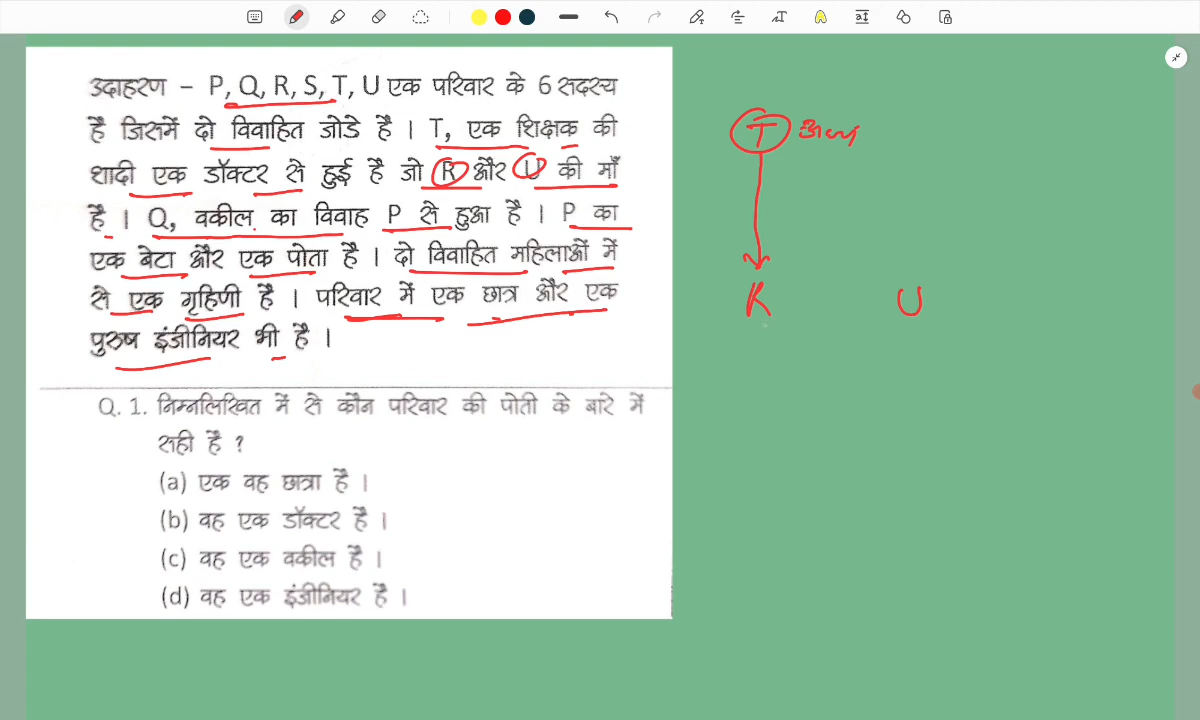 उदाहरण – P, Q, R, S, T, U एक परिवार के 6 सदस्य
है जिसमें दो विवाहित जोडे है । T, एक शिक्षक की
शादी एक डॉक्टर से हुई है जो R और U की माँ
है । Q, वकील का विवाह P से हुआ है । P का
एक बेटा और एक पोता है । दो विवाहित महिलाओं में
से एक गृहिणी है । परिवार में एक छात्र और एक
पुरुष इंजीनियर भी है ।
Q. 1. निम्नलिखित में से कौन परिवार की पोती के बारे में
सही है ?
(a) एक वह छात्रा है ।
(b) वह एक डॉक्टर है ।
(c) वह एक वकील है ।
(d) वह एक इंजीनियर है ।
T
R U